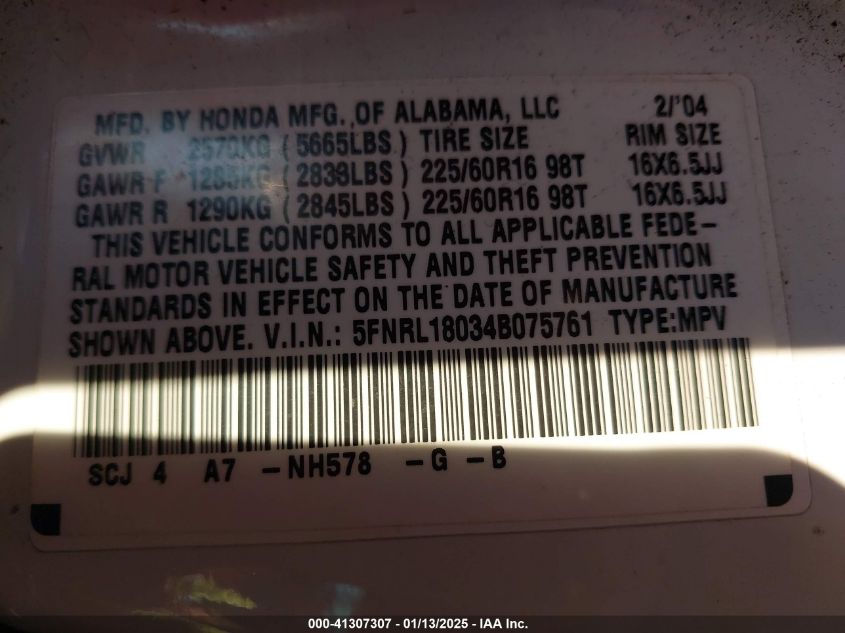 MFD. BY HONDA MFG. OF ALABAMA, LLC 2/'04
GVWR 2570KG (5665LBS) TIRE SIZE RIM SIZE
GAWR F 1285KG (2839LBS) 225/60R16 98T 16X6.5JJ
GAWR R 1290KG (2845LBS) 225/60R16 98T 16X6.5JJ
THIS VEHICLE CONFORMS TO ALL APPLICABLE FEDE-
RAL MOTOR VEHICLE SAFETY AND THEFT PREVENTION
STANDARDS IN EFFECT ON THE DATE OF MANUFACTURE
SHOWN ABOVE. V.I.N.: 5FNRL18034B075761 TYPE:MPV
SCJ 4 A7 -NH578 -G -B
000-41307307 - 01/13/2025 - IAA Inc.